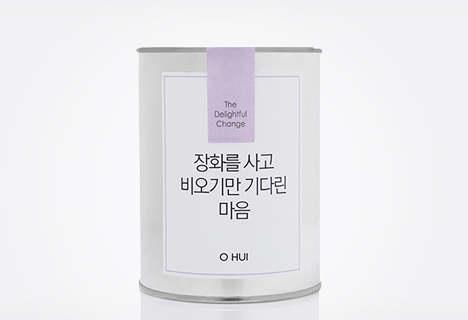 The
Delightful
Change
장화를 사고
비오기만 기다린
마음
O HUI